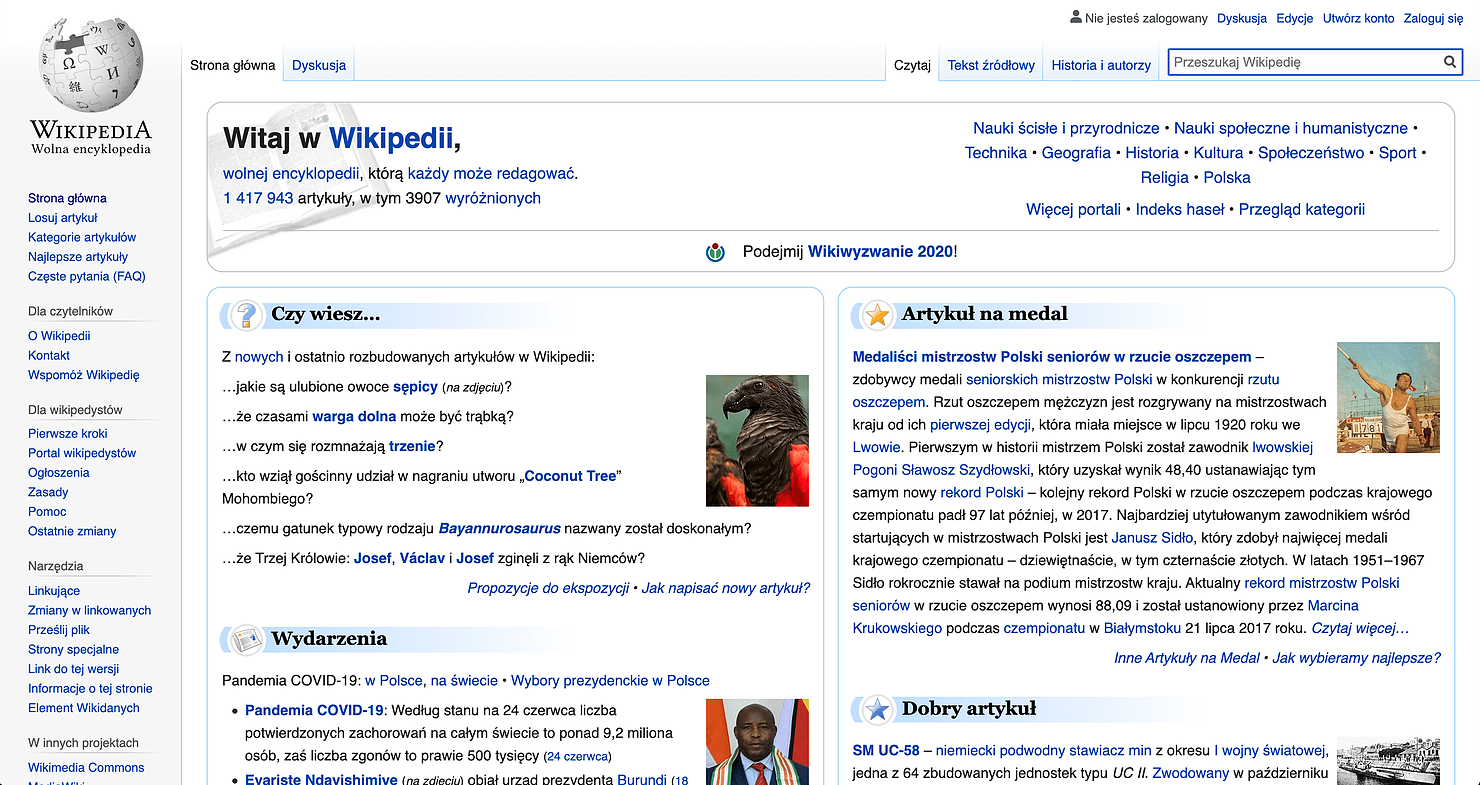 WIKIPEDIA
Wolna encyklopedia
Nie jesteś zalogowany Dyskusja Edycje Utwórz konto Zaloguj się
Strona główna Dyskusja
Czytaj Tekst źródłowy Historia i autorzy
Przeszukaj Wikipedię
Strona główna
Losuj artykuł
Kategorie artykułów
Najlepsze artykuły
Częste pytania (FAQ)
Dla czytelników
O Wikipedii
Kontakt
Wspomóż Wikipedię
Dla wikipedystów
Pierwsze kroki
Portal wikipedystów
Ogłoszenia
Zasady
Pomoc
Ostatnie zmiany
Narzędzia
Linkujące
Zmiany w linkowanych
Prześlij plik
Strony specjalne
Link do tej wersji
Informacje o tej stronie
Element Wikidanych
W innych projektach
Wikimedia Commons
Witaj w Wikipedii,
wolnej encyklopedii, którą każdy może redagować.
1 417 943 artykuły, w tym 3907 wyróżnionych
Nauki ścisłe i przyrodnicze • Nauki społeczne i humanistyczne •
Technika • Geografia • Historia • Kultura • Społeczeństwo • Sport •
Religia • Polska
Więcej portali • Indeks haseł • Przegląd kategorii
Podejmij Wikiwyzwanie 2020!
Czy wiesz...
Z nowych i ostatnio rozbudowanych artykułów w Wikipedii:
…jakie są ulubione owoce sępicy (na zdjęciu)?
…że czasami warga dolna może być trąbką?
…w czym się rozmnażają trzenie?
…kto wziął gościnny udział w nagraniu utworu „Coconut Tree”
Mohombiego?
…czemu gatunek typowy rodzaju Bayannurosaurus nazwany został doskonałym?
…że Trzej Królowie: Josef, Václav i Josef zginęli z rąk Niemców?
Propozycje do ekspozycji • Jak napisać nowy artykuł?
Wydarzenia
Pandemia COVID-19: w Polsce, na świecie • Wybory prezydenckie w Polsce
• Pandemia COVID-19: Według stanu na 24 czerwca liczba
potwierdzonych zachorowań na całym świecie to ponad 9,2 miliona
osób, zaś liczba zgonów to prawie 500 tysięcy (24 czerwca)
• Evariste Ndayishimiye (na zdjęciu) objął urząd prezydenta Burundi (18
Artykuł na medal
Medaliści mistrzostw Polski seniorów w rzucie oszczepem –
zdobywcy medali seniorskich mistrzostw Polski w konkurencji rzutu
oszczepem. Rzut oszczepem mężczyzn jest rozgrywany na mistrzostwach
kraju od ich pierwszej edycji, która miała miejsce w lipcu 1920 roku we
Lwowie. Pierwszym w historii mistrzem Polski został zawodnik lwowskiej
Pogoni Sławosz Szydłowski, który uzyskał wynik 48,40 ustanawiając tym
samym nowy rekord Polski – kolejny rekord Polski w rzucie oszczepem podczas krajowego
czempionatu padł 97 lat później, w 2017. Najbardziej utytułowanym zawodnikiem wśród
startujących w mistrzostwach Polski jest Janusz Sidło, który zdobył najwięcej medali
krajowego czempionatu – dziewiętnaście, w tym czternaście złotych. W latach 1951–1967
Sidło rokrocznie stawał na podium mistrzostw kraju. Aktualny rekord mistrzostw Polski
seniorów w rzucie oszczepem wynosi 88,09 i został ustanowiony przez Marcina
Krukowskiego podczas czempionatu w Białymstoku 21 lipca 2017 roku. Czytaj więcej…
Inne Artykuły na Medal • Jak wybieramy najlepsze?
Dobry artykuł
SM UC-58 – niemiecki podwodny stawiacz min z okresu I wojny światowej,
jedna z 64 zbudowanych jednostek typu UC II. Zwodowany w październiku